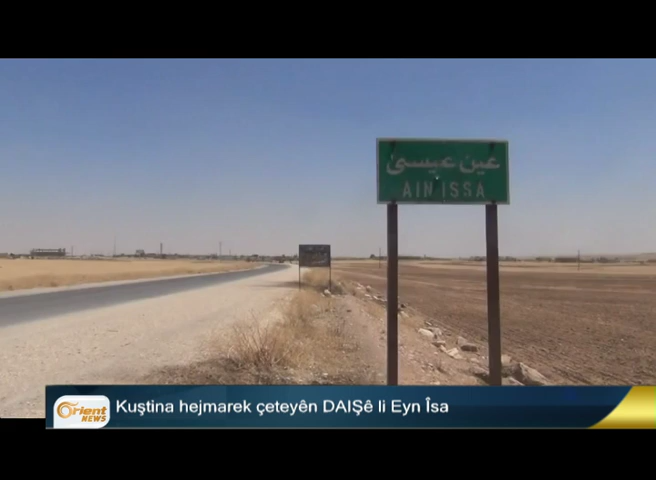 عين عيسى
AIN ISSA
Orient
NEWS
Kuştina hejmarek çeteyên DAIŞê li Eyn Îsa